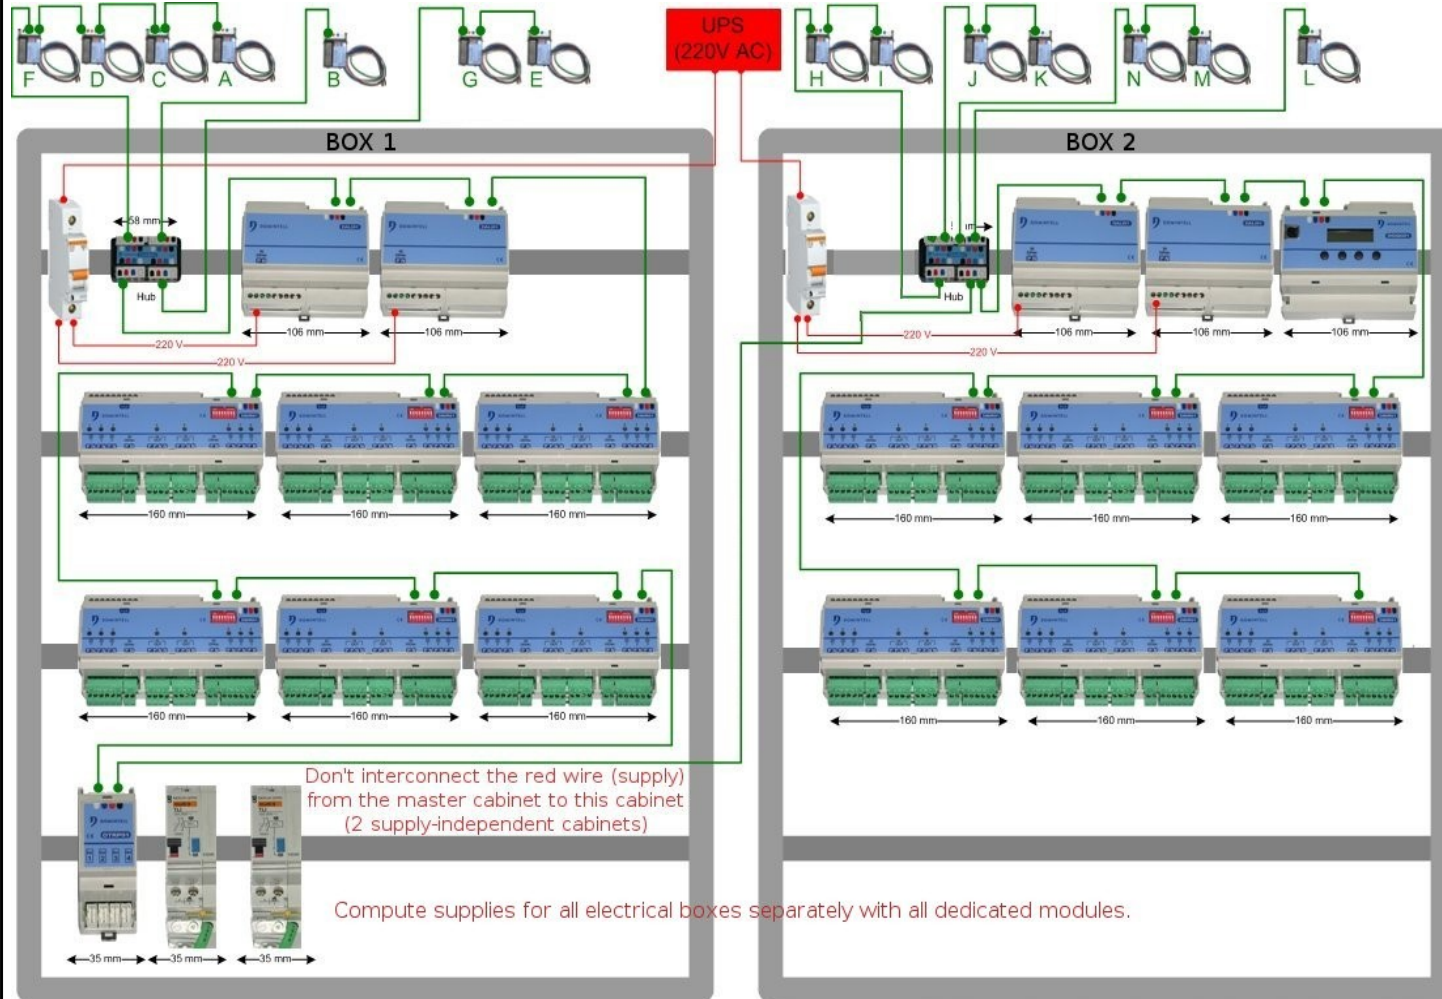 F D C A B G E
UPS
(220V AC)
H I J K N M L
BOX 1
BOX 2
58 mm
Hub
106 mm
106 mm
220 V
220 V
Hub
106 mm
106 mm
106 mm
220 V
220 V
160 mm
160 mm
160 mm
160 mm
160 mm
160 mm
160 mm
160 mm
160 mm
160 mm
160 mm
160 mm
Don't interconnect the red wire (supply)
from the master cabinet to this cabinet
(2 supply-independent cabinets)
Compute supplies for all electrical boxes separately with all dedicated modules.
35 mm
35 mm
35 mm